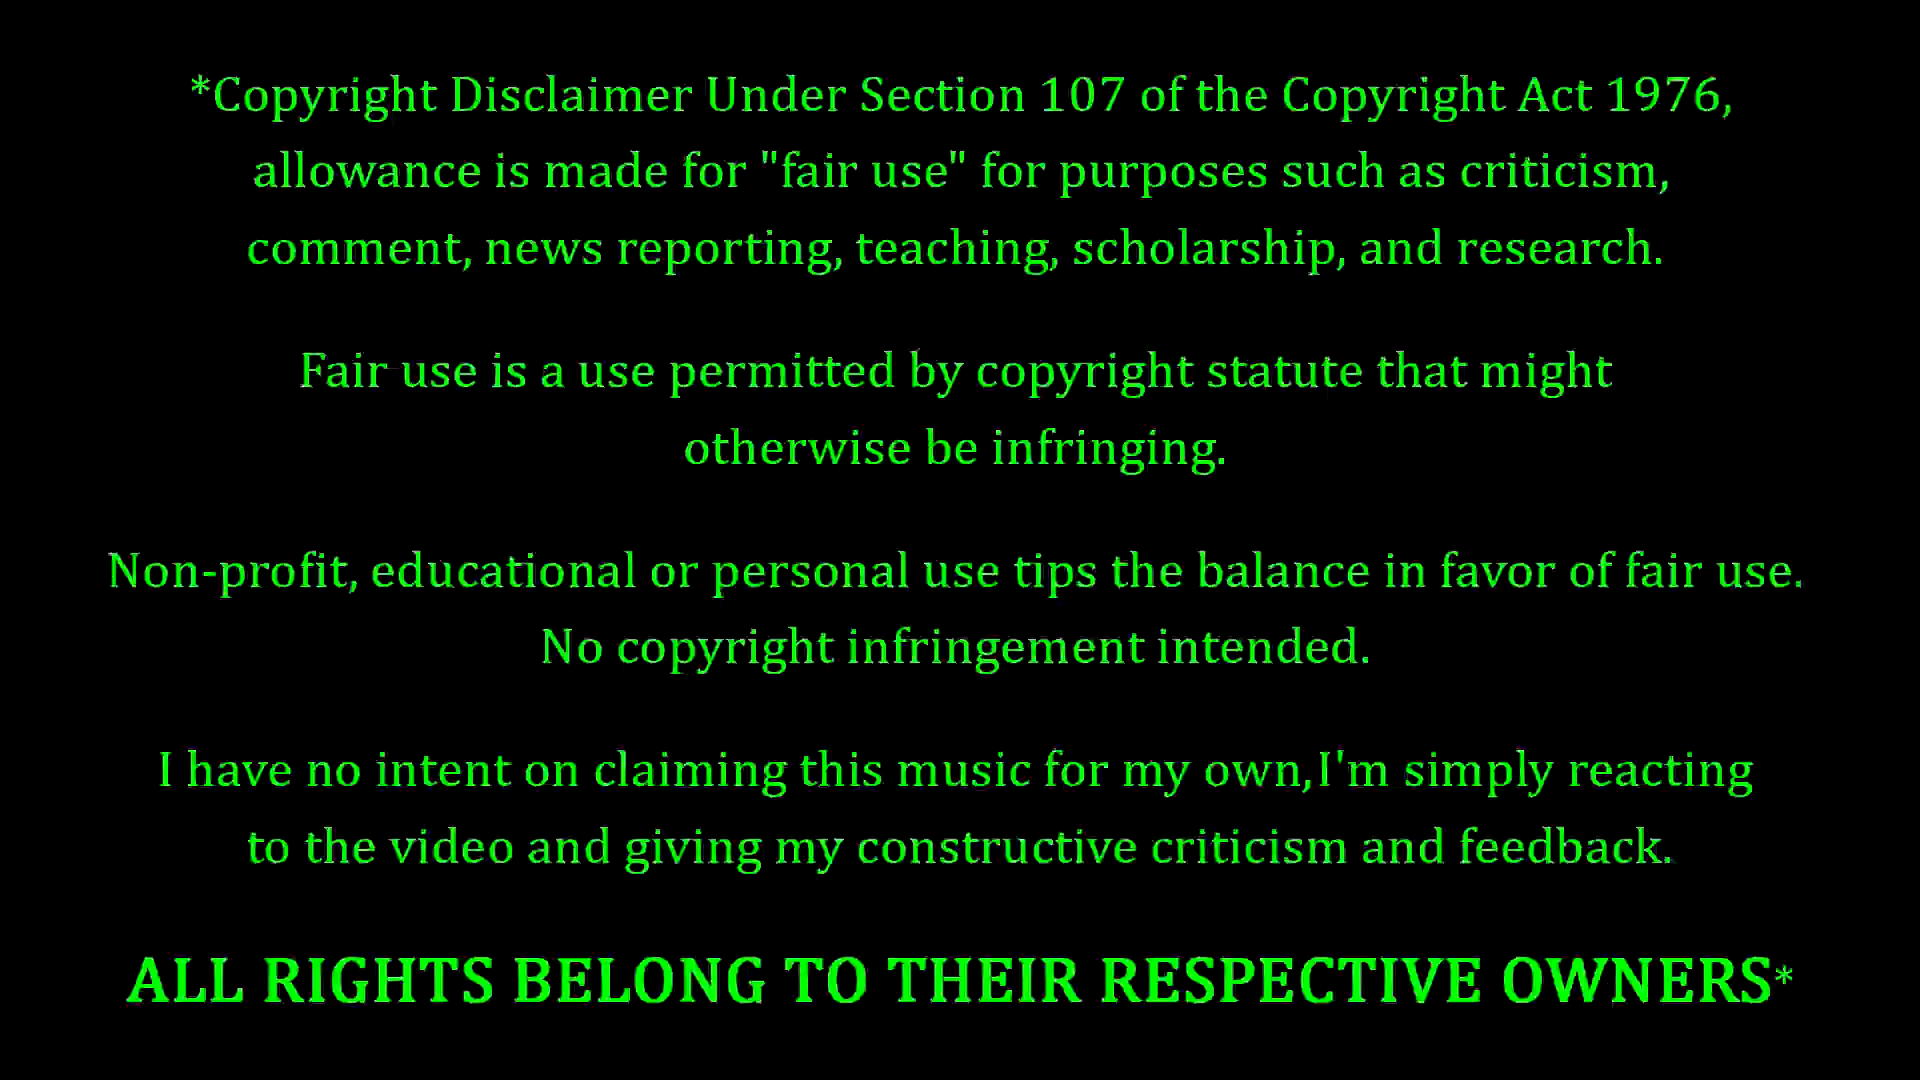 *Copyright Disclaimer Under Section 107 of the Copyright Act 1976,
allowance is made for "fair use" for purposes such as criticism,
comment, news reporting, teaching, scholarship, and research.
Fair use is a use permitted by copyright statute that might
otherwise be infringing.
Non-profit, educational or personal use tips the balance in favor of fair use.
No copyright infringement intended.
I have no intent on claiming this music for my own,I'm simply reacting
to the video and giving my constructive criticism and feedback.
ALL RIGHTS BELONG TO THEIR RESPECTIVE OWNERS*